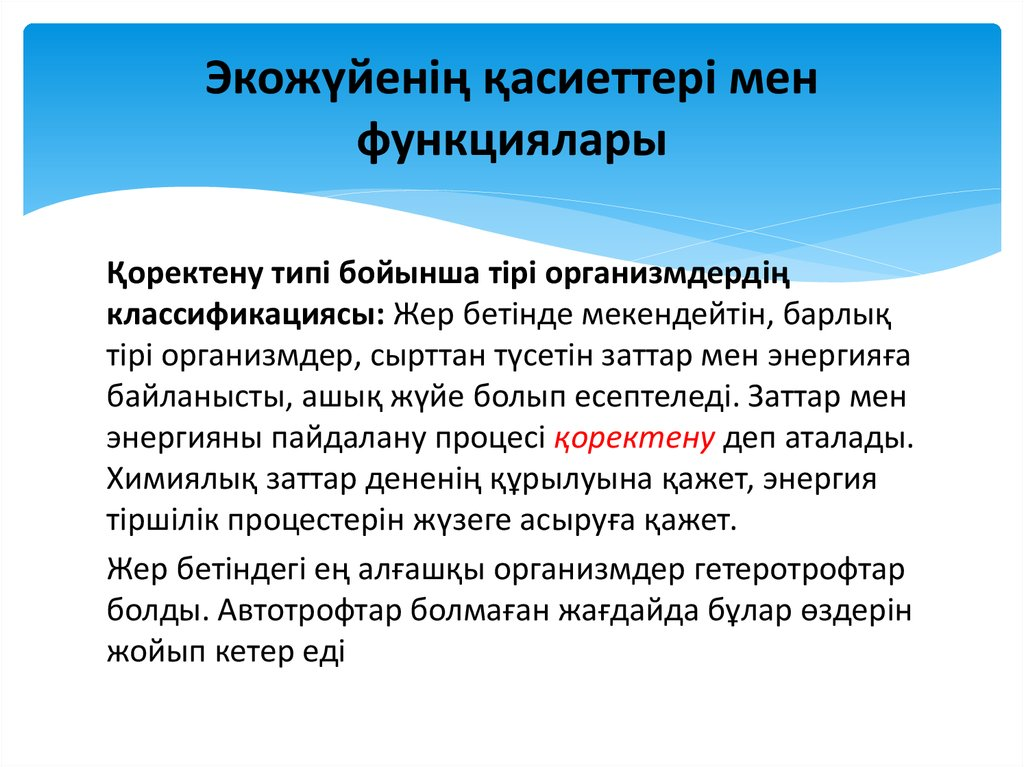 Экожүйенің қасиеттері мен
функциялары
Қоректену типі бойынша тірі организмдердің
классификациясы: Жер бетінде мекендейтін, барлық
тірі организмдер, сырттан түсетін заттар мен энергияға
байланысты, ашық жүйе болып есептеледі. Заттар мен
энергияны пайдалану процесі қоректену деп аталады.
Химиялық заттар дененің құрылуына қажет, энергия
тіршілік процестерін жүзеге асыруға қажет.
Жер бетіндегі ең алғашқы организмдер гетеротрофтар
болды. Автотрофтар болмаған жағдайда бұлар өздерін
жойып кетер еді